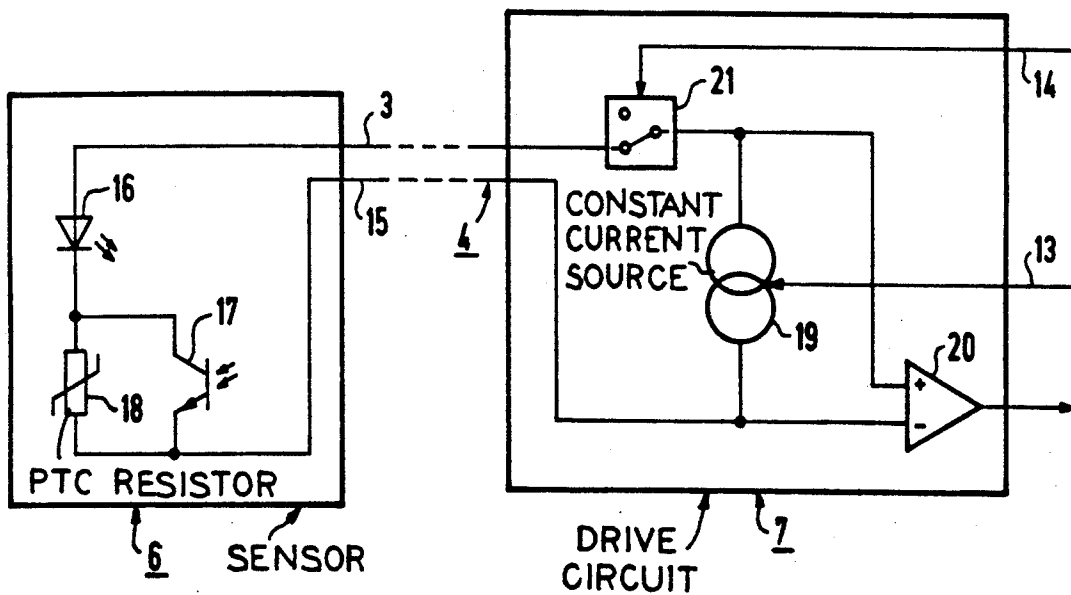 21
14
3
16
15
4
CONSTANT
CURRENT
SOURCE
13
17
19
20
+
-
18
PTC RESISTOR
6
SENSOR
DRIVE
CIRCUIT
7